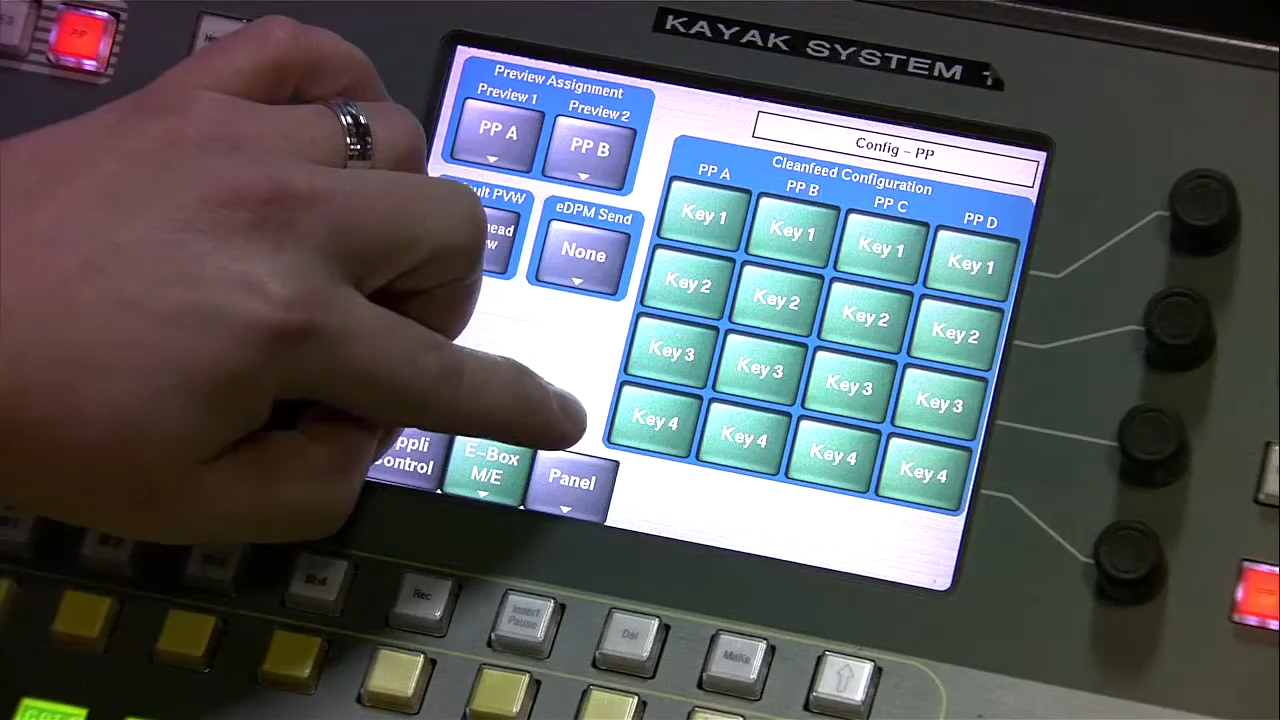 KAYAK SYSTEM 1
PP
Preview Assignment
Preview 1
Preview 2
PP A
PP B
eDPM Send
None
PVW
Config - PP
Cleanfeed Configuration
PP A
PP B
PP C
PP D
Key 1
Key 1
Key 1
Key 1
Key 2
Key 2
Key 2
Key 2
Key 3
Key 3
Key 3
Key 3
Key 4
Key 4
Key 4
Key 4
E-Box
M/E
Panel
Rec
Insert
Pause
Del